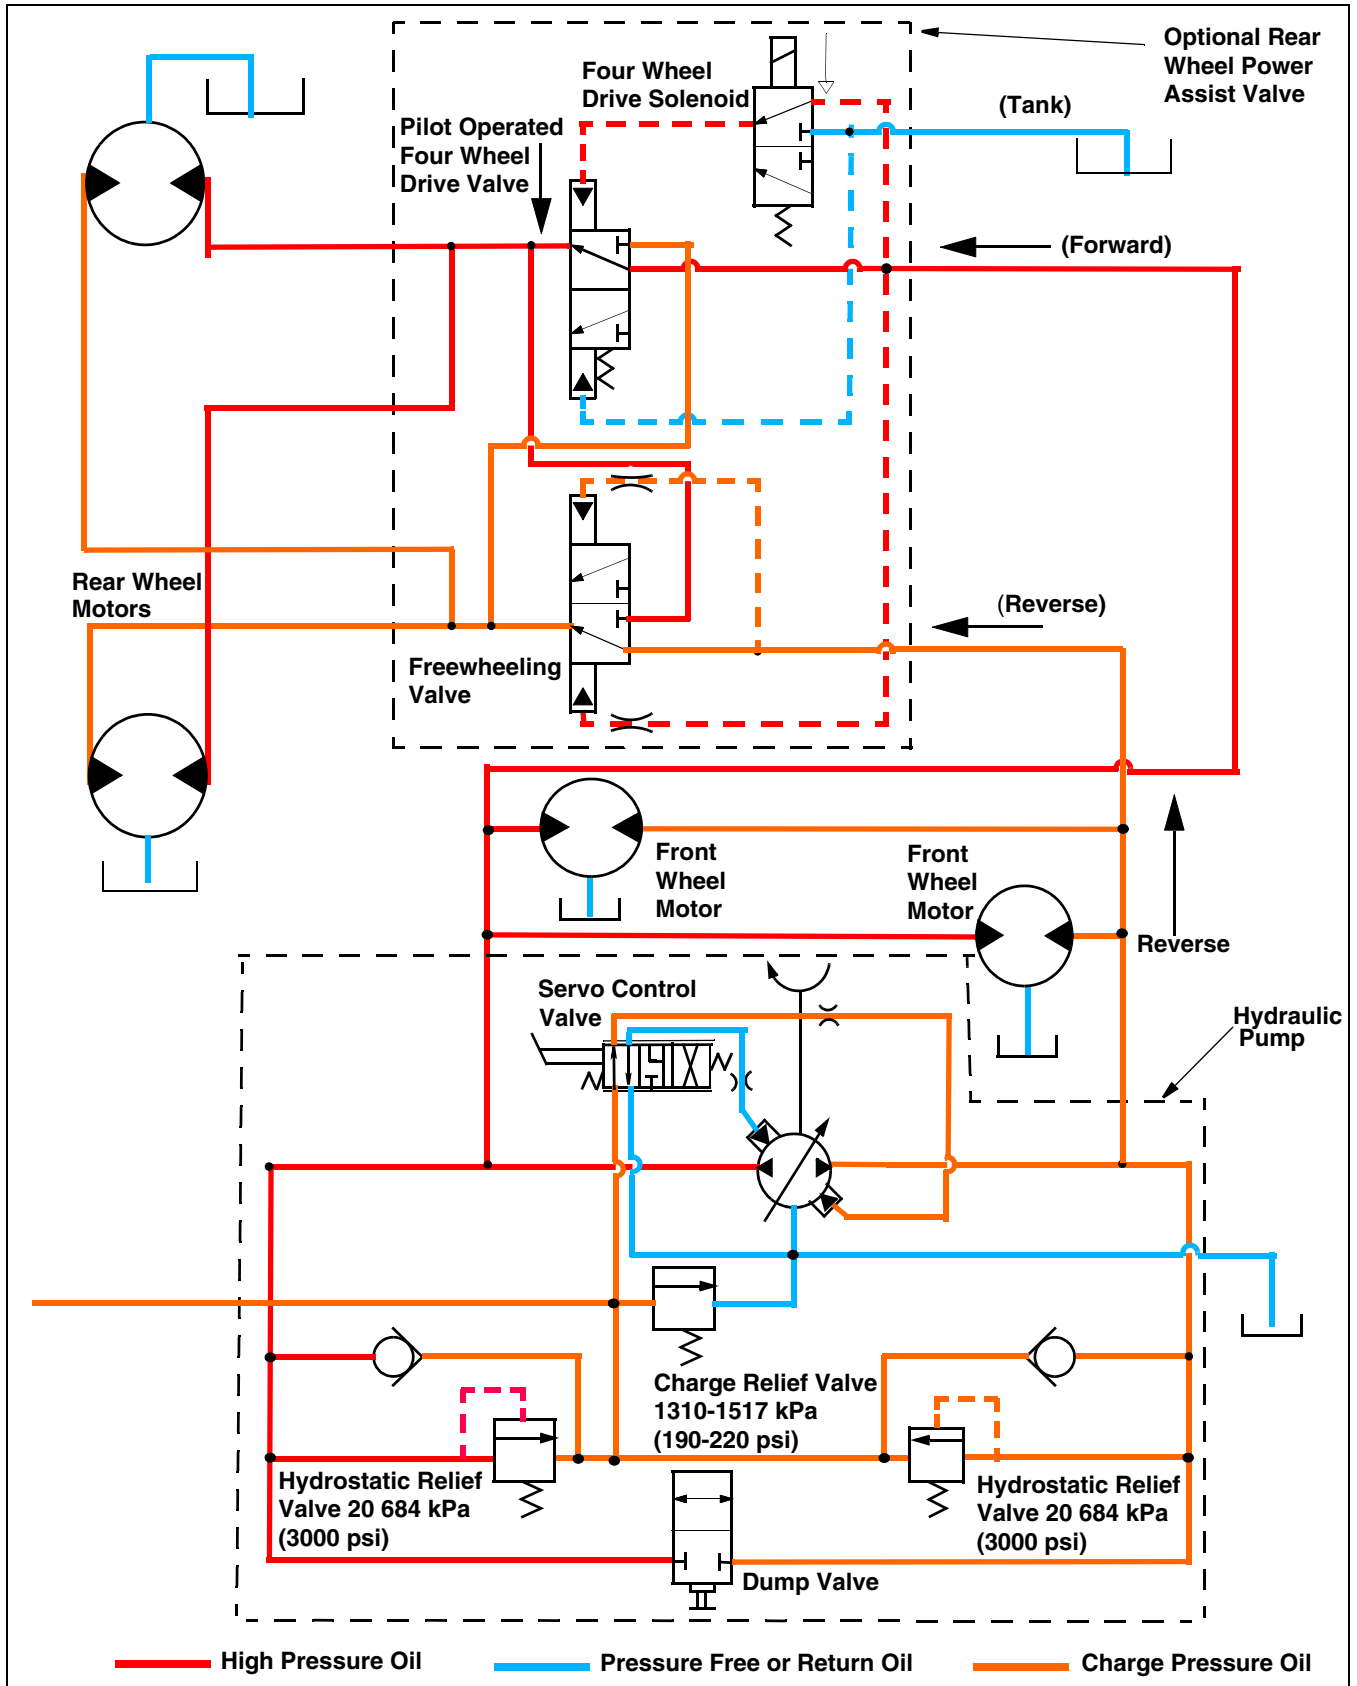 Optional Rear
Wheel Power
Assist Valve
Four Wheel
Drive Solenoid
(Tank)
Pilot Operated
Four Wheel
Drive Valve
(Forward)
Rear Wheel
Motors
(Reverse)
Freewheeling
Valve
Front
Wheel
Motor
Front
Wheel
Motor
Reverse
Servo Control
Valve
Hydraulic
Pump
Charge Relief Valve
1310-1517 kPa
(190-220 psi)
Hydrostatic Relief
Valve 20 684 kPa
(3000 psi)
Hydrostatic Relief
Valve 20 684 kPa
(3000 psi)
Dump Valve
High Pressure Oil
Pressure Free or Return Oil
Charge Pressure Oil